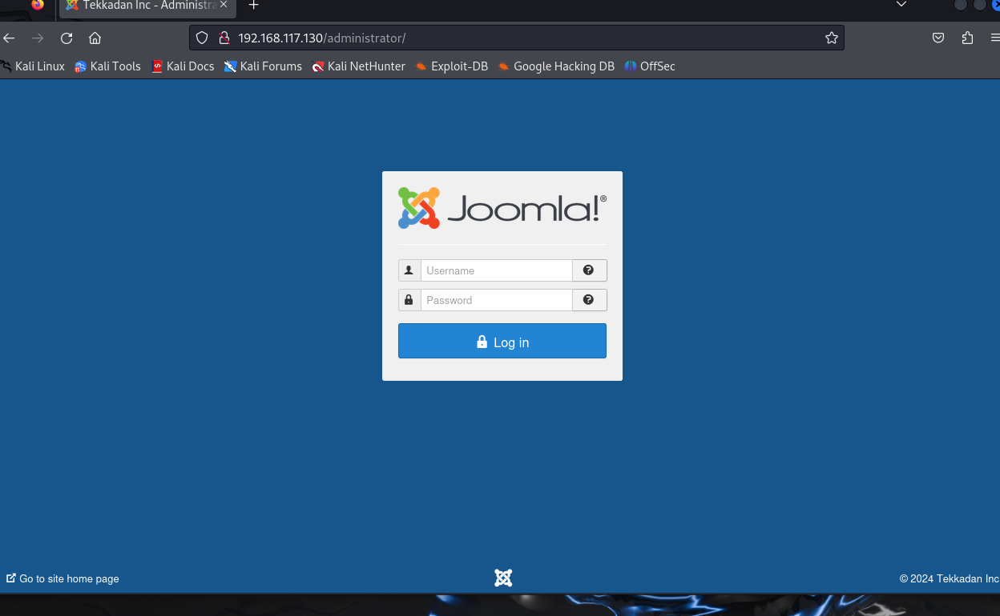 Tekkadan Inc - Administra
192.168.117.130/administrator/
Kali Linux
Kali Tools
Kali Docs
Kali Forums
Kali NetHunter
Exploit-DB
Google Hacking DB
OffSec
Joomla!®
Username
Password
Log in
Go to site home page
© 2024 Tekkadan Inc